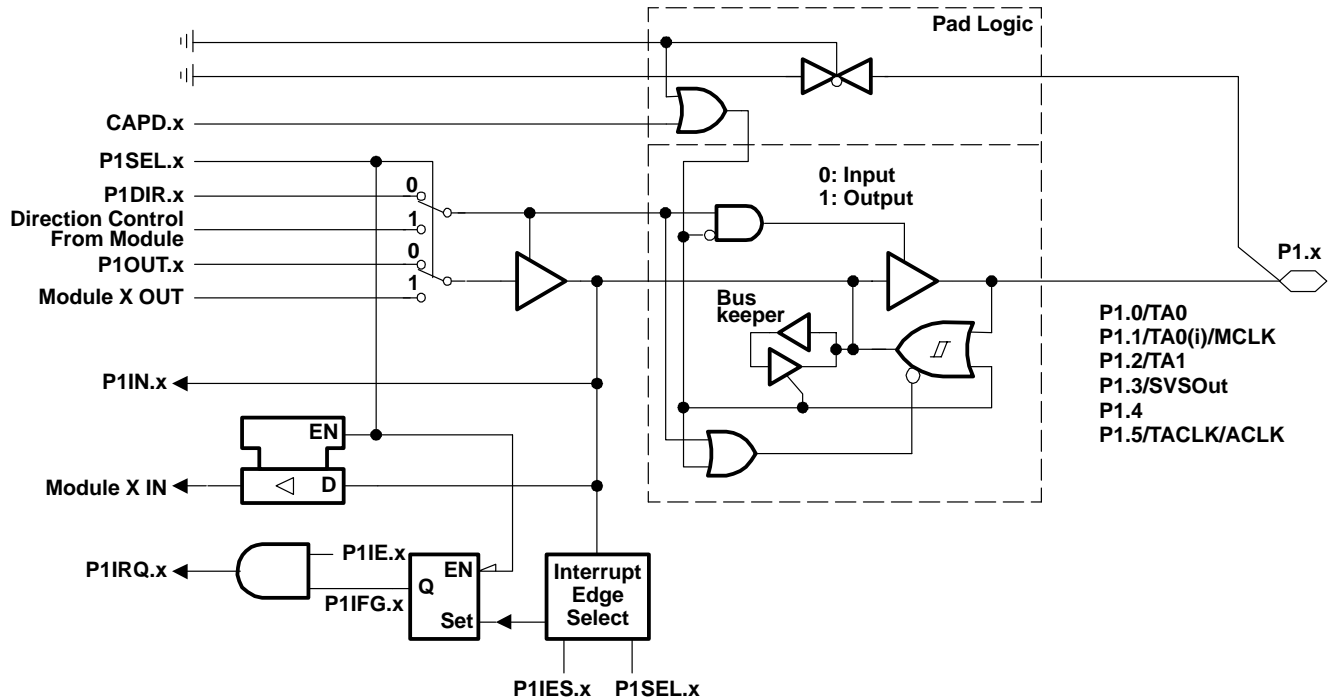 Pad Logic
CAPD.x
P1SEL.x
P1DIR.x
0
Direction Control
From Module
1
P1OUT.x
0
Module X OUT
1
0: Input
1: Output
P1.x
Bus
keeper
P1.0/TA0
P1.1/TA0(i)/MCLK
P1.2/TA1
P1.3/SVSOut
P1.4
P1.5/TACLK/ACLK
P1IN.x
EN
Module X IN
D
P1IRQ.x
P1IE.x
P1IFG.x
EN
Q
Set
Interrupt
Edge
Select
P1IES.x
P1SEL.x